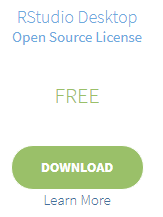 RStudio Desktop
Open Source License
FREE
DOWNLOAD
Learn More